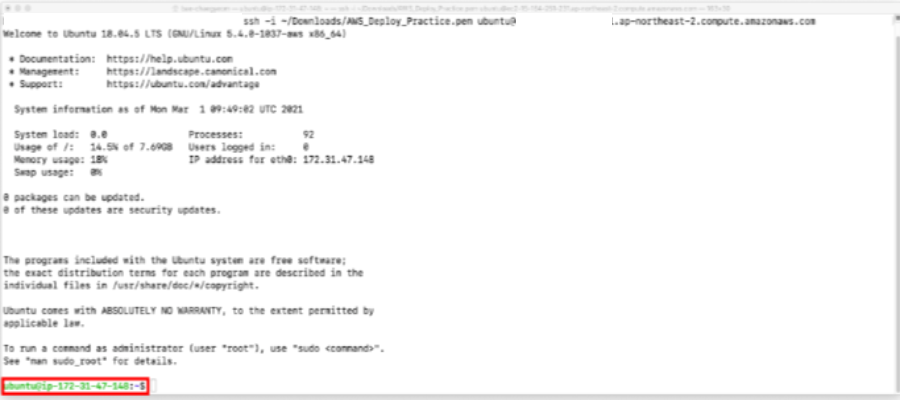 ssh -i ~/Downloads/AWS_Deploy_Practice.pem ubuntu@ .ap-northeast-2.compute.amazonaws.com
Welcome to Ubuntu 18.04.5 LTS (GNU/Linux 5.4.0-1037-aws x86_64)
* Documentation: https://help.ubuntu.com
* Management: https://landscape.canonical.com
* Support: https://ubuntu.com/advantage
System information as of Mon Mar 1 09:49:02 UTC 2021
System load: 0.0 Processes: 92
Usage of /: 14.5% of 7.69GB Users logged in: 0
Memory usage: 18% IP address for eth0: 172.31.47.148
Swap usage: 0%
0 packages can be updated.
0 of these updates are security updates.
The programs included with the Ubuntu system are free software;
the exact distribution terms for each program are described in the
individual files in /usr/share/doc/*/copyright.
Ubuntu comes with ABSOLUTELY NO WARRANTY, to the extent permitted by
applicable law.
To run a command as administrator (user "root"), use "sudo <command>".
See "man sudo_root" for details.
ubuntu@ip-172-31-47-148:~$